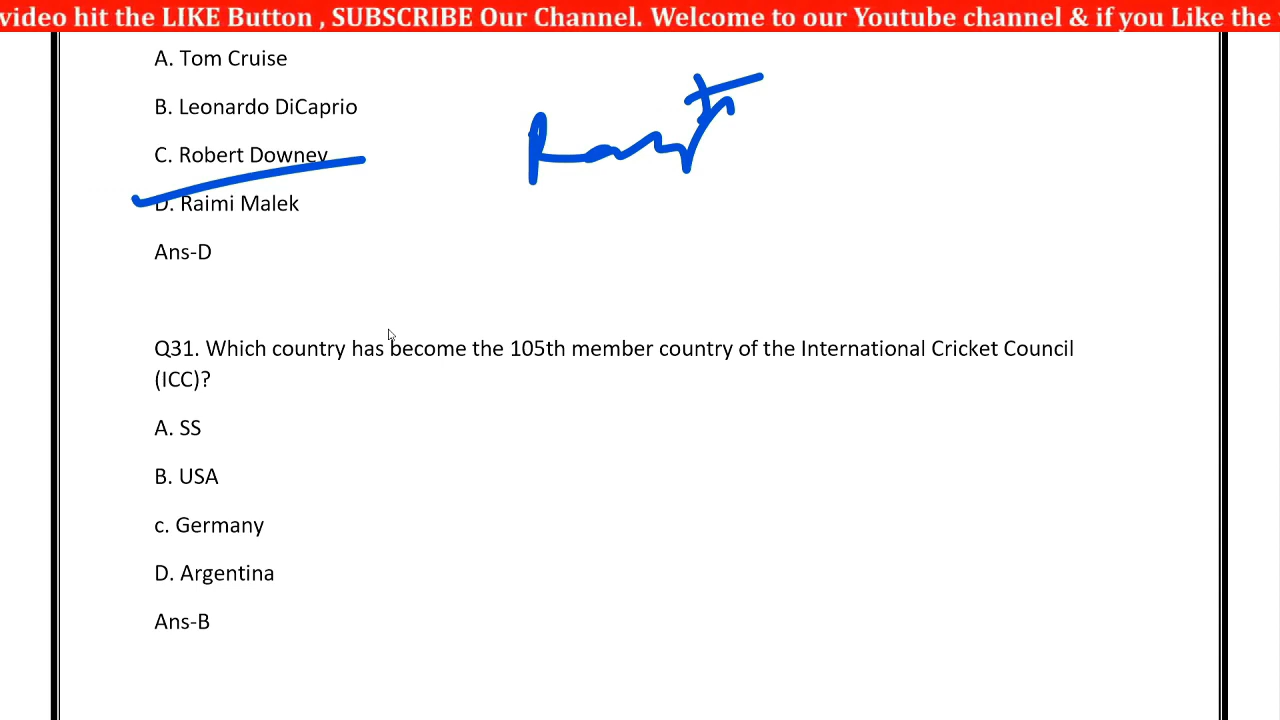 video hit the LIKE Button , SUBSCRIBE Our Channel. Welcome to our Youtube channel & if you Like the
A. Tom Cruise
B. Leonardo DiCaprio
C. Robert Downey
D. Raimi Malek
Ans-D
Q31. Which country has become the 105th member country of the International Cricket Council
(ICC)?
A. SS
B. USA
c. Germany
D. Argentina
Ans-B